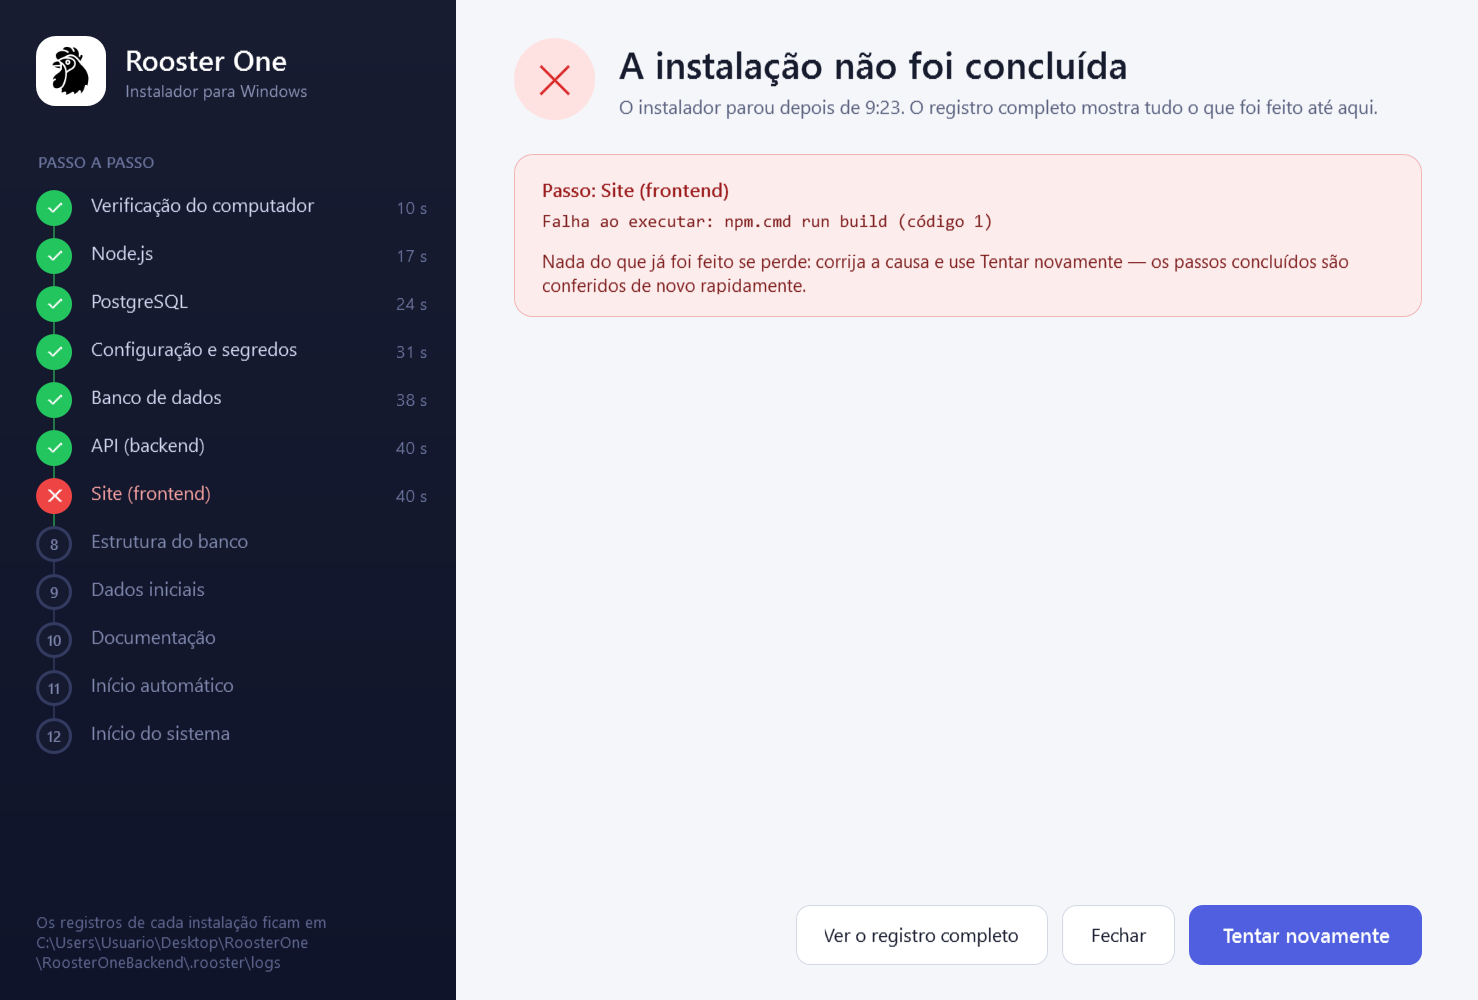 Rooster One
Instalador para Windows
PASSO A PASSO
Verificação do computador 10 s
Node.js 17 s
PostgreSQL 24 s
Configuração e segredos 31 s
Banco de dados 38 s
API (backend) 40 s
Site (frontend) 40 s
8 Estrutura do banco
9 Dados iniciais
10 Documentação
11 Início automático
12 Início do sistema
Os registros de cada instalação ficam em
C:\Users\Usuario\Desktop\RoosterOne
\RoosterOneBackend\.rooster\logs
A instalação não foi concluída
O instalador parou depois de 9:23. O registro completo mostra tudo o que foi feito até aqui.
Passo: Site (frontend)
Falha ao executar: npm.cmd run build (código 1)
Nada do que já foi feito se perde: corrija a causa e use Tentar novamente — os passos concluídos são
conferidos de novo rapidamente.
Ver o registro completo
Fechar
Tentar novamente